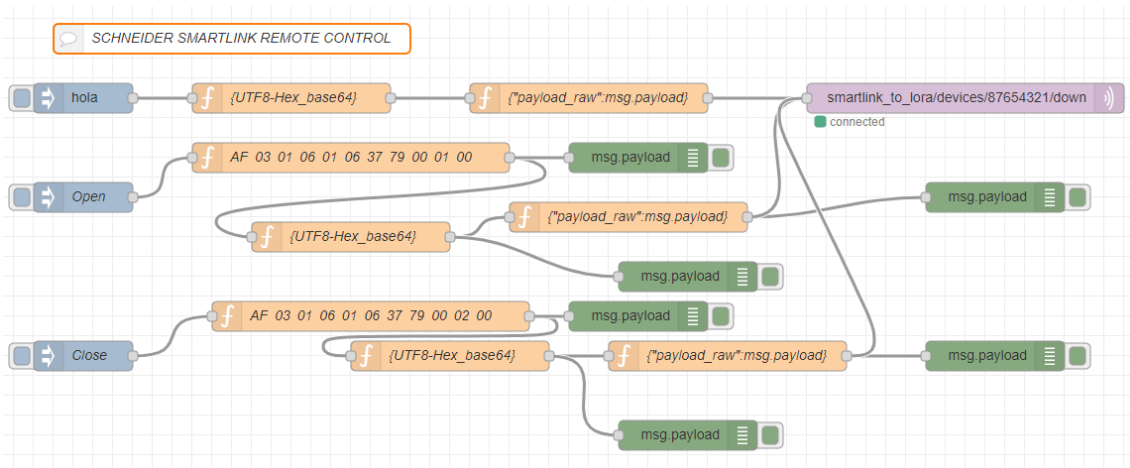 SCHNEIDER SMARTLINK REMOTE CONTROL
hola
{UTF8-Hex_base64}
{"payload_raw":msg.payload}
smartlink_to_lora/devices/87654321/down
connected
AF 03 01 06 01 06 37 79 00 01 00
msg.payload
Open
{"payload_raw":msg.payload}
msg.payload
{UTF8-Hex_base64}
msg.payload
AF 03 01 06 01 06 37 79 00 02 00
msg.payload
Close
{UTF8-Hex_base64}
{"payload_raw":msg.payload}
msg.payload
msg.payload